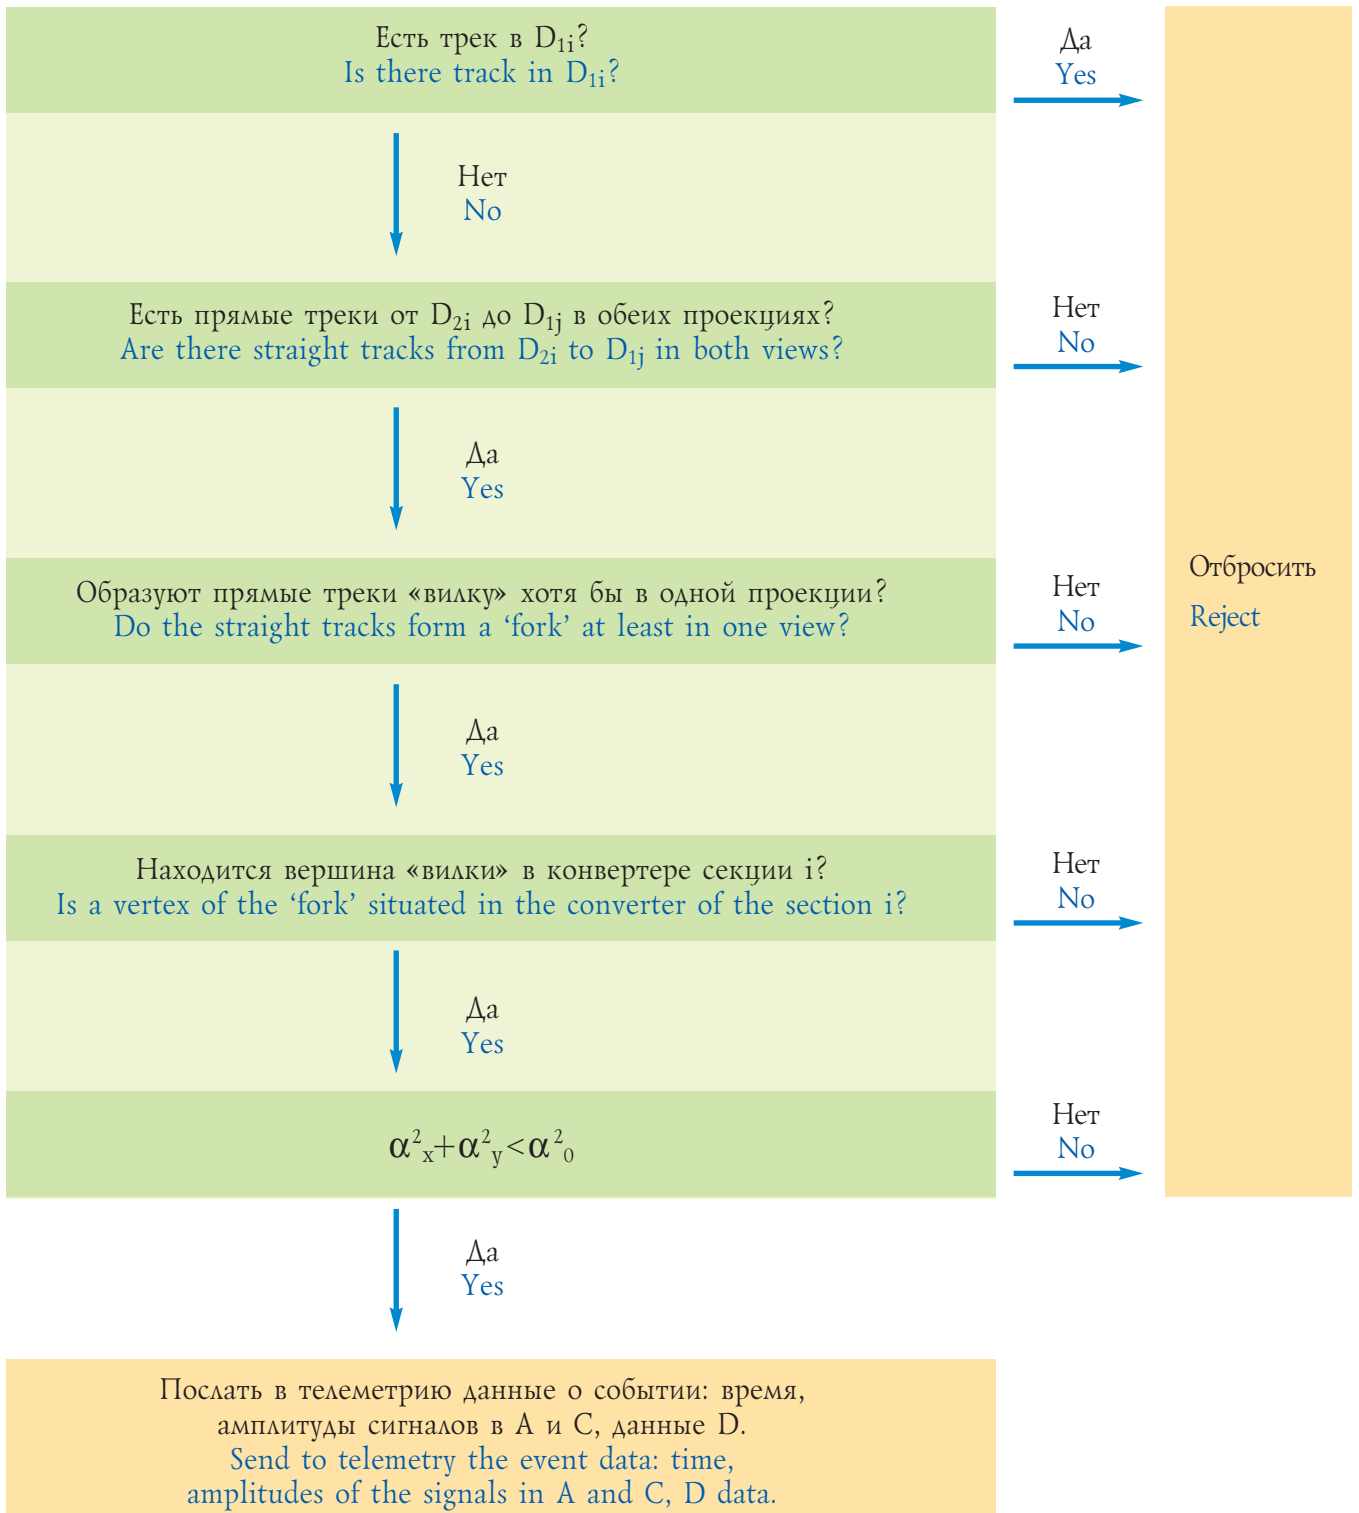 Есть трек в D1i?
Is there track in D1i?
Да
Yes
Нет
No
Есть прямые треки от D2i до D1j в обеих проекциях?
Are there straight tracks from D2i to D1j in both views?
Нет
No
Да
Yes
Образуют прямые треки «вилку» хотя бы в одной проекции?
Do the straight tracks form a ‘fork’ at least in one view?
Нет
No
Отбросить
Reject
Да
Yes
Находится вершина «вилки» в конвертере секции i?
Is a vertex of the ‘fork’ situated in the converter of the section i?
Нет
No
Да
Yes
α²x+α²y<α²0
Нет
No
Да
Yes
Послать в телеметрию данные о событии: время,
амплитуды сигналов в А и С, данные D.
Send to telemetry the event data: time,
amplitudes of the signals in A and C, D data.